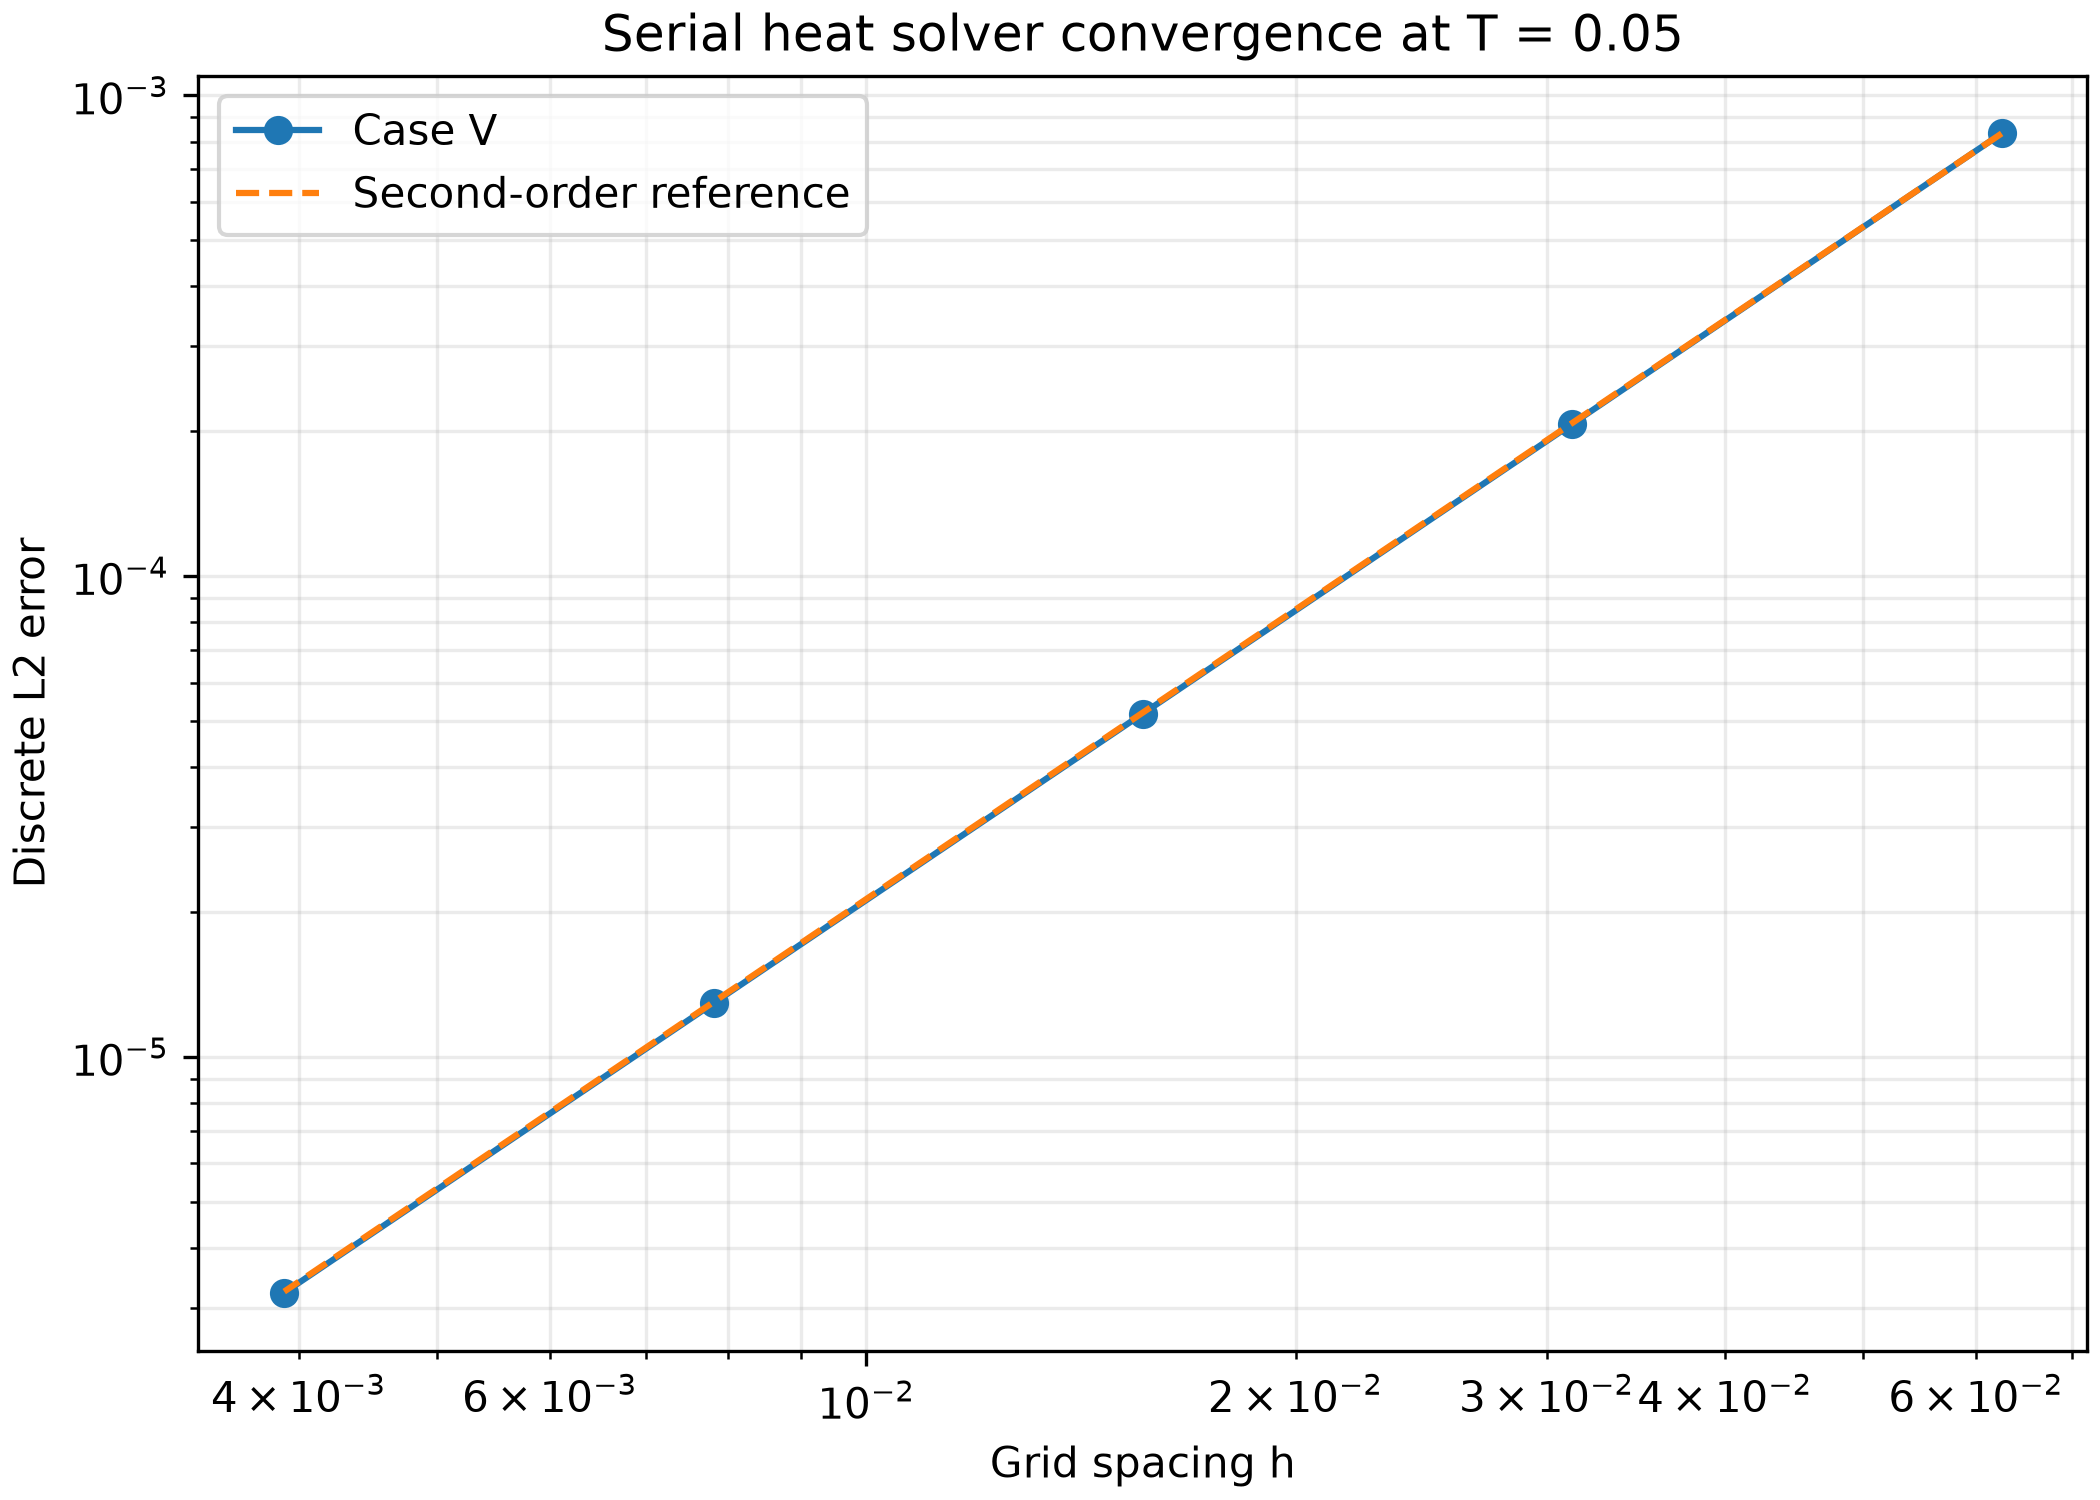 Serial heat solver convergence at T = 0.05
10⁻³
10⁻⁴
10⁻⁵
Discrete L2 error
Case V
Second-order reference
4 × 10⁻³ 6 × 10⁻³ 10⁻² 2 × 10⁻² 3 × 10⁻² 4 × 10⁻² 6 × 10⁻²
Grid spacing h